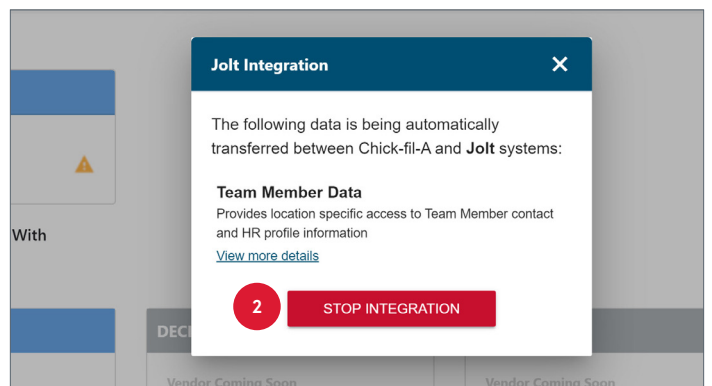 Jolt Integration
The following data is being automatically
transferred between Chick-fil-A and Jolt systems:
Team Member Data
Provides location specific access to Team Member contact
and HR profile information
View more details
With
2 STOP INTEGRATION
DECL
Vendor Coming Soon
Vendor Coming Soon